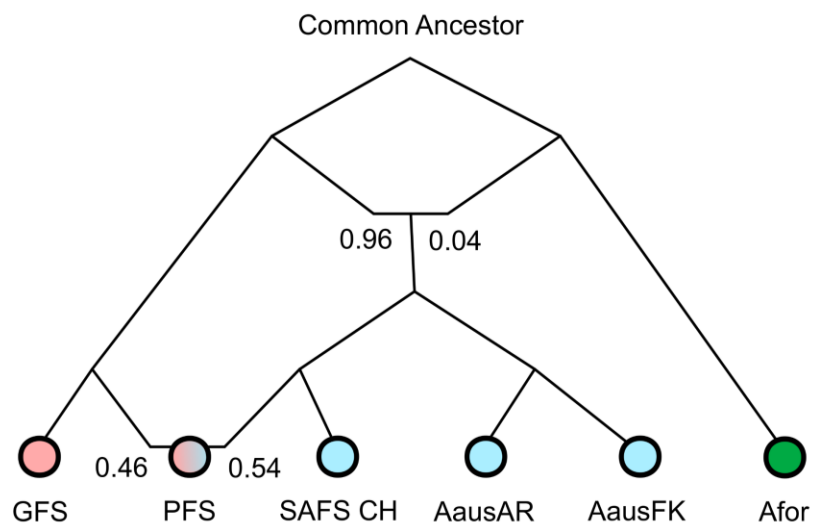 Common Ancestor
0.96 0.04
0.46 0.54
GFS PFS SAFS CH AausAR AausFK Afor